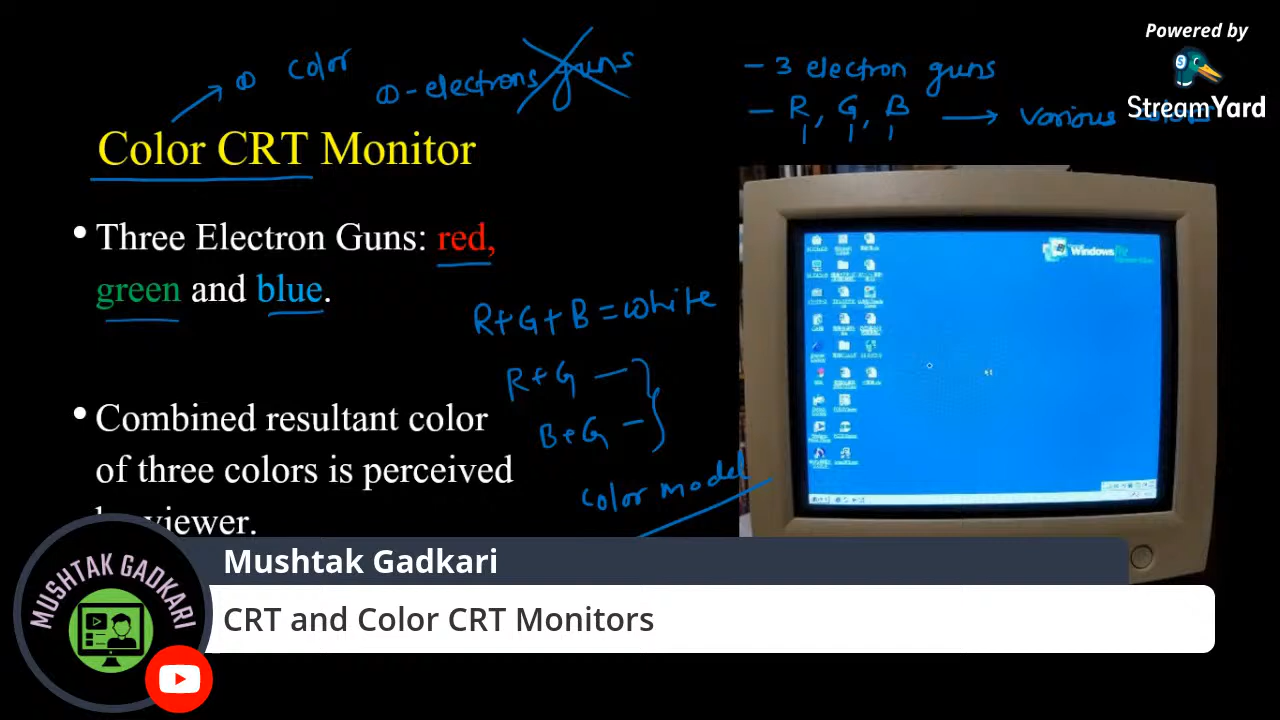 ① color
①-electrons guns
- 3 electron guns
- R, G, B → various
Powered by
StreamYard
Color CRT Monitor
• Three Electron Guns: red,
green and blue.
R+G+B=white
R+G —
B+G —
color model
• Combined resultant color
of three colors is perceived
viewer.
Windows
MUSHTAK GADKARI
Mushtak Gadkari
CRT and Color CRT Monitors